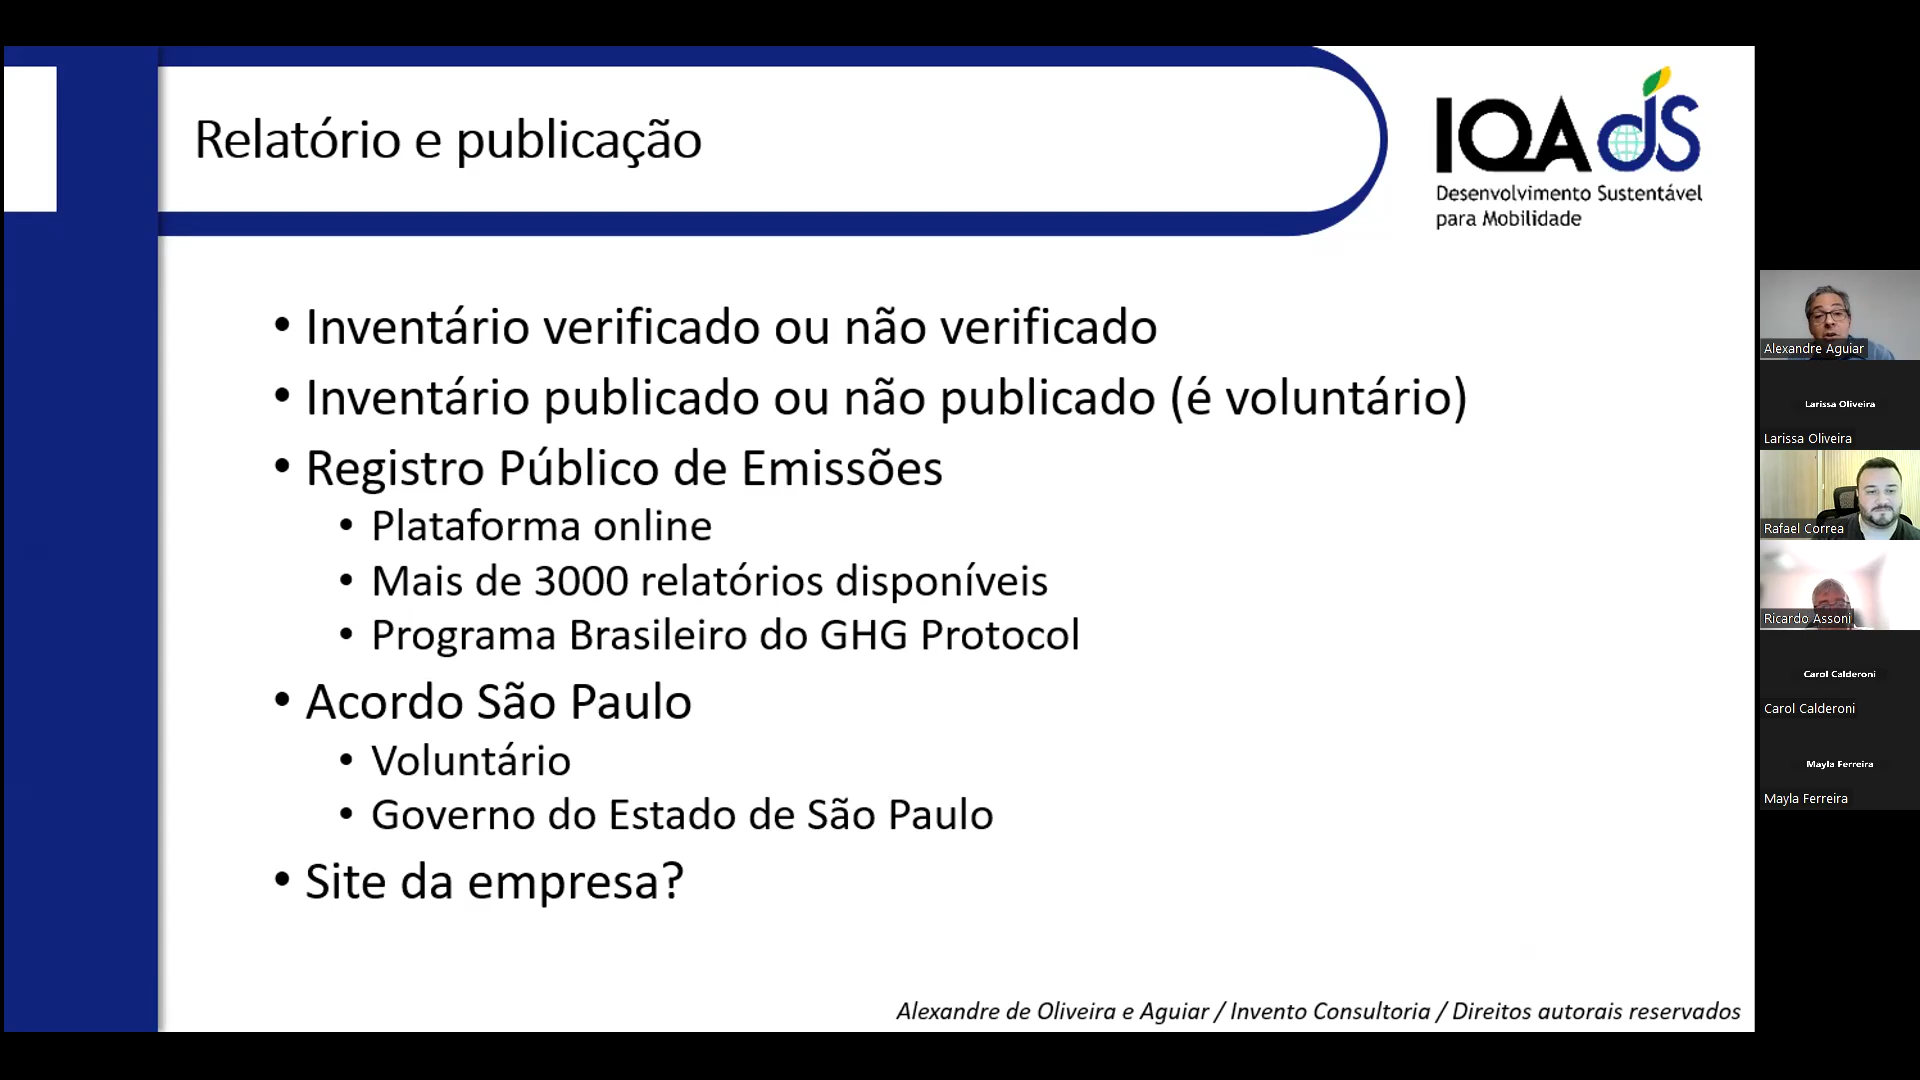 Relatório e publicação
IQA dS
Desenvolvimento Sustentável
para Mobilidade
• Inventário verificado ou não verificado
• Inventário publicado ou não publicado (é voluntário)
• Registro Público de Emissões
• Plataforma online
• Mais de 3000 relatórios disponíveis
• Programa Brasileiro do GHG Protocol
• Acordo São Paulo
• Voluntário
• Governo do Estado de São Paulo
• Site da empresa?
Alexandre de Oliveira e Aguiar / Invento Consultoria / Direitos autorais reservados
Alexandre Aguiar
Larissa Oliveira
Larissa Oliveira
Rafael Correa
Ricardo Assoni
Carol Calderoni
Carol Calderoni
Mayla Ferreira
Mayla Ferreira